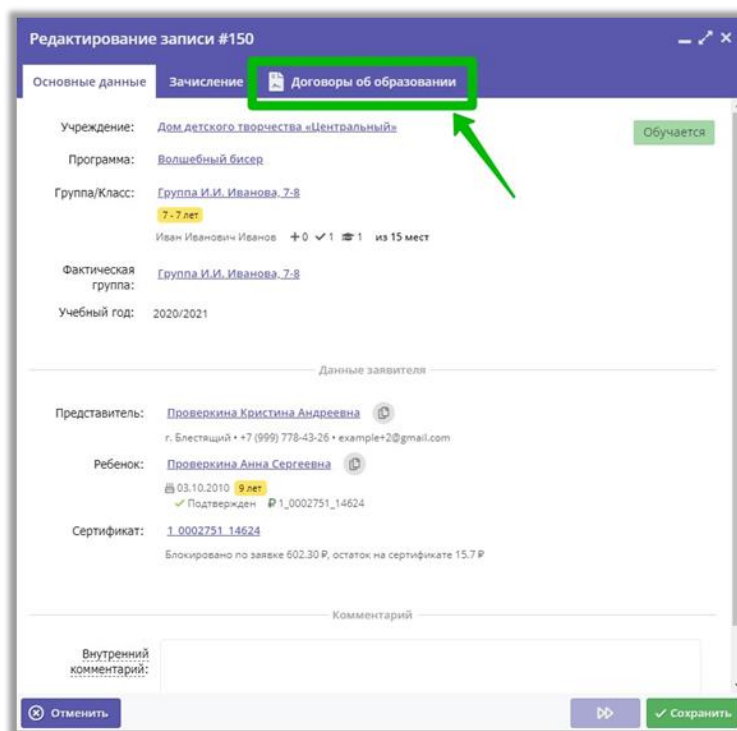 Редактирование записи #150
Основные данные Зачисление Договоры об образовании
Учреждение: Дом детского творчества «Центральный» Обучается
Программа: Волшебный бисер
Группа/Класс: Группа И.И. Иванова, 7-8
7 - 7 лет
Иван Иванович Иванов +0 ✓1 1 из 15 мест
Фактическая
группа: Группа И.И. Иванова, 7-8
Учебный год: 2020/2021
Данные заявителя
Представитель: Проверкина Кристина Андреевна
г. Блестящий • +7 (999) 778-43-26 • example+2@gmail.com
Ребенок: Проверкина Анна Сергеевна
03.10.2010 9 лет
✓ Подтвержден ₽ 1_0002751_14624
Сертификат: 1_0002751_14624
Блокировано по заявке 602.30 ₽, остаток на сертификате 15.7 ₽
Комментарий
Внутренний
комментарий:
Отменить ✓ Сохранить